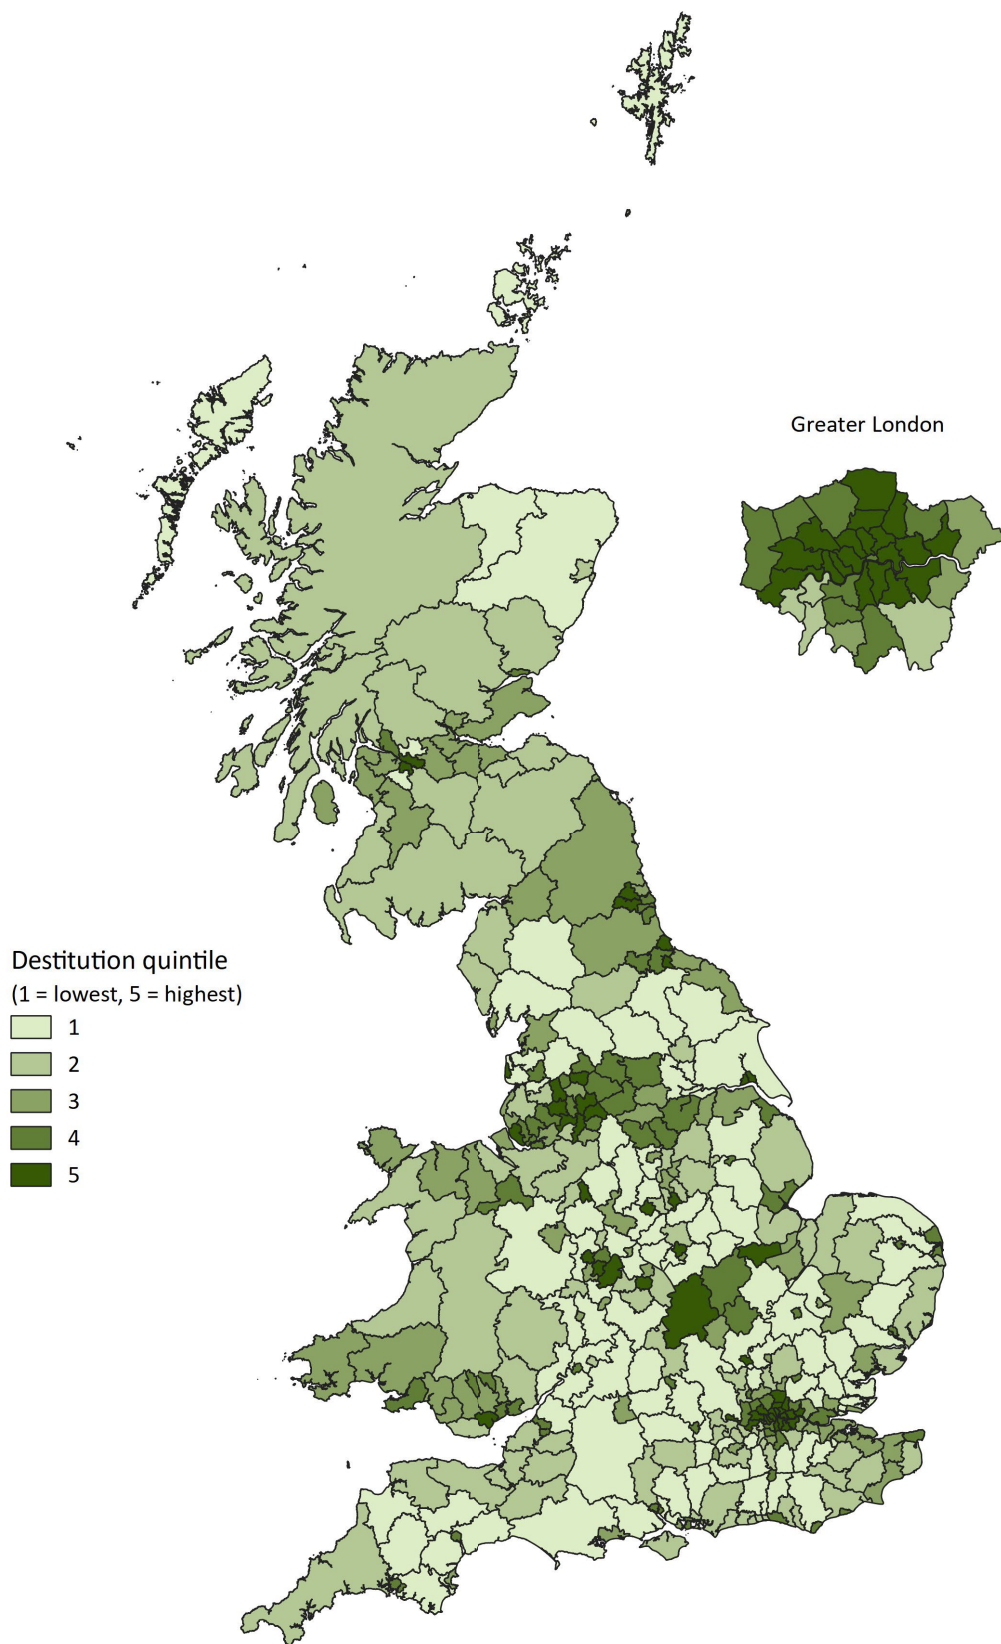 Greater London
Destitution quintile
(1 = lowest, 5 = highest)
1
2
3
4
5